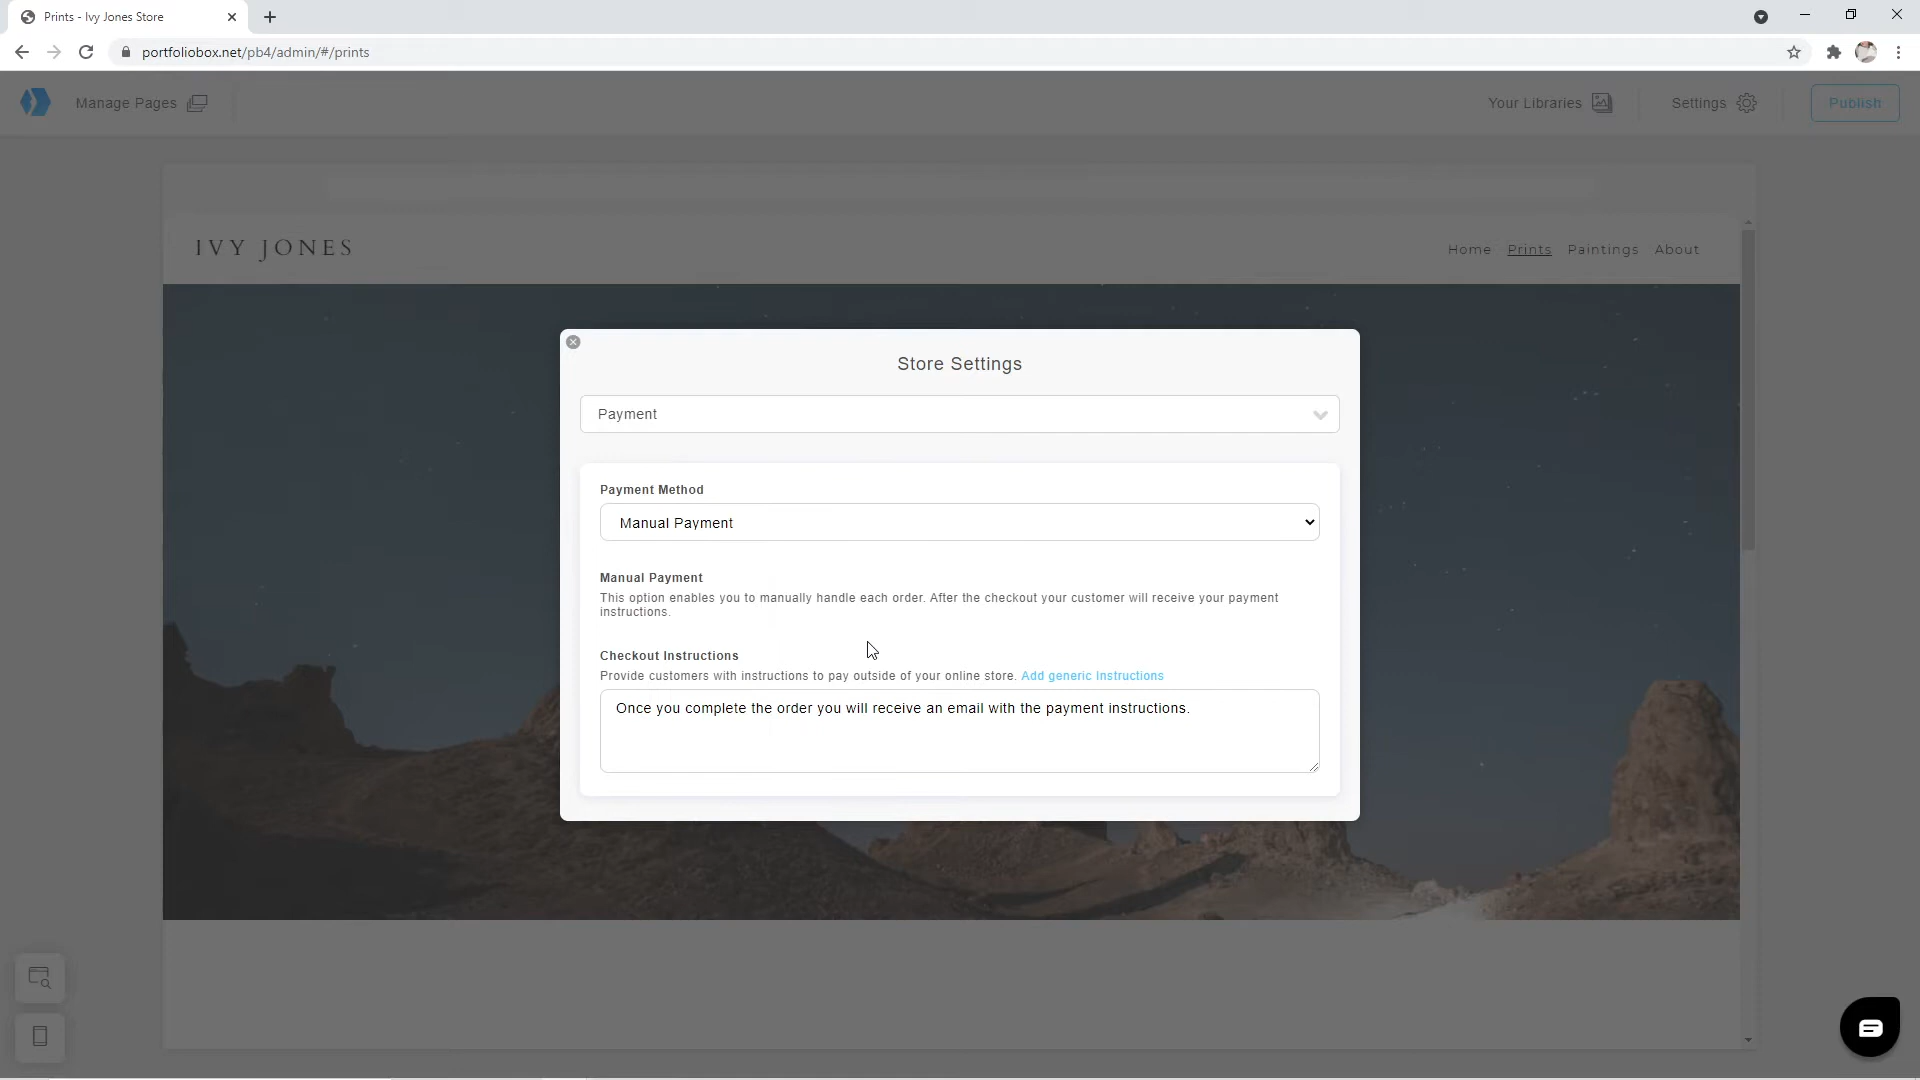 Prints - Ivy Jones Store
portfoliobox.net/pb4/admin/#/prints
Manage Pages
Your Libraries
Settings
Publish
IVY JONES
Home Prints Paintings About
Store Settings
Payment
Payment Method
Manual Payment
Manual Payment
This option enables you to manually handle each order. After the checkout your customer will receive your payment
instructions.
Checkout Instructions
Provide customers with instructions to pay outside of your online store. Add generic Instructions
Once you complete the order you will receive an email with the payment instructions.